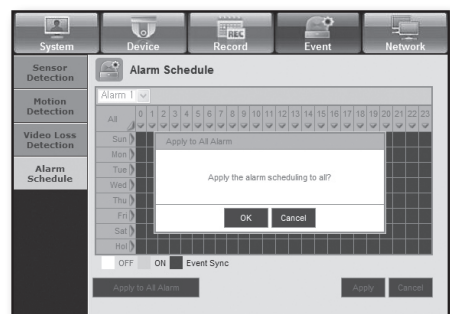 REC
System Device Record Event Network
Sensor Detection
Alarm Schedule
Motion Detection
Alarm 1
All 0 1 2 3 4 5 6 7 8 9 10 11 12 13 14 15 16 17 18 19 20 21 22 23
Video Loss Detection
Sun
Apply to All Alarm
Mon
Alarm Schedule
Tue
Apply the alarm scheduling to all?
Wed
Thu
Fri
OK Cancel
Sat
Hol
OFF ON Event Sync
Apply to All Alarm Apply Cancel